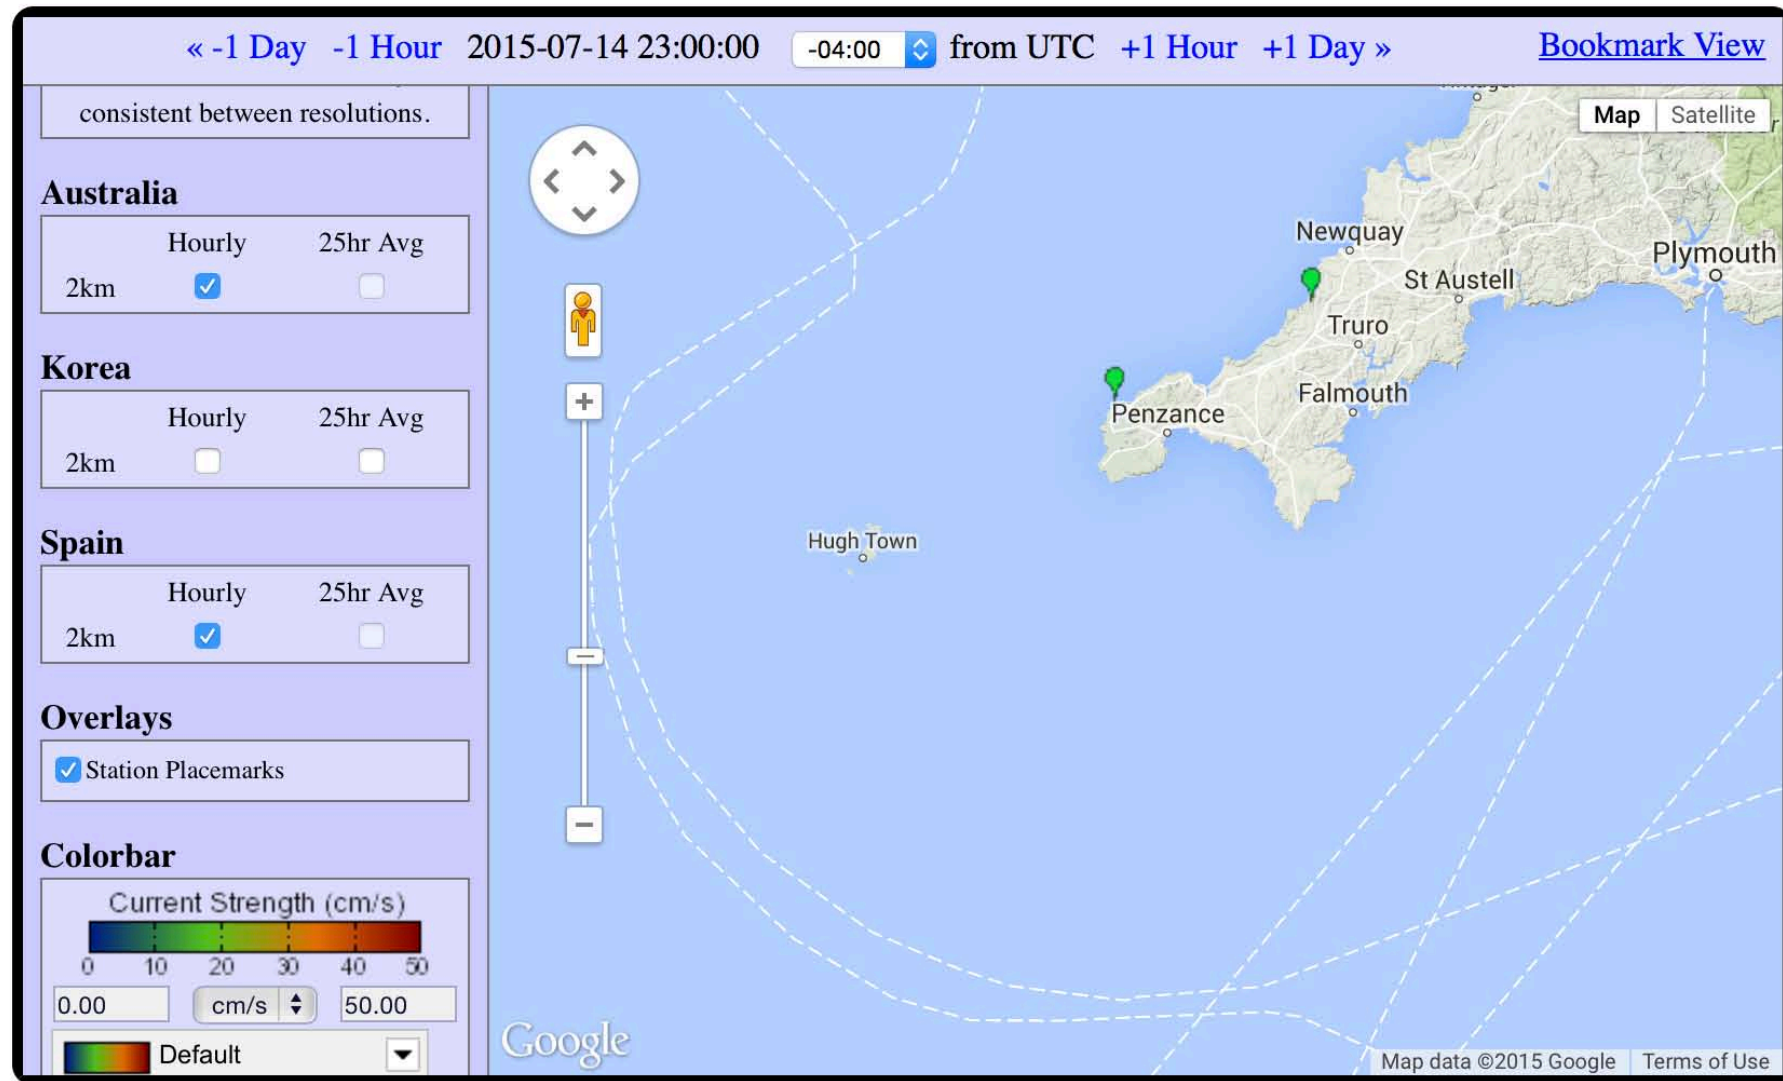 « -1 Day -1 Hour 2015-07-14 23:00:00 -04:00 from UTC +1 Hour +1 Day » Bookmark View
consistent between resolutions.
Australia
Hourly 25hr Avg
2km
Korea
Hourly 25hr Avg
2km
Spain
Hourly 25hr Avg
2km
Overlays
Station Placemarks
Colorbar
Current Strength (cm/s)
0 10 20 30 40 50
0.00 cm/s 50.00
Default
Map Satellite
Newquay
Plymouth
St Austell
Truro
Falmouth
Penzance
Hugh Town
Google
Map data ©2015 Google Terms of Use